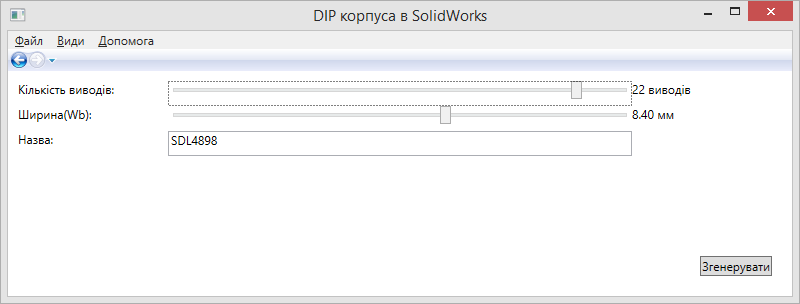 DIP корпуса в SolidWorks
Файл Види Допомога
Кількість виводів: 22 виводів
Ширина(Wb): 8.40 мм
Назва: SDL4898
Згенерувати